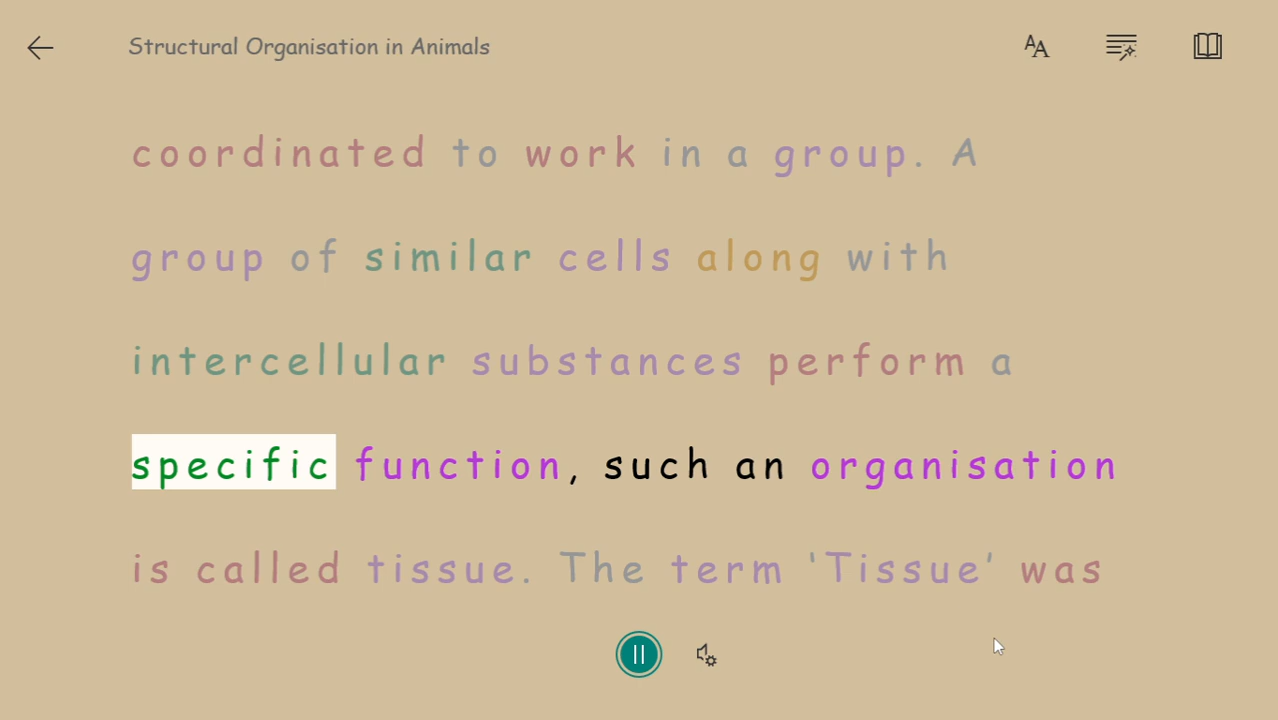 Structural Organisation in Animals
coordinated to work in a group. A
group of similar cells along with
intercellular substances perform a
specific function, such an organisation
is called tissue. The term ‘Tissue’ was